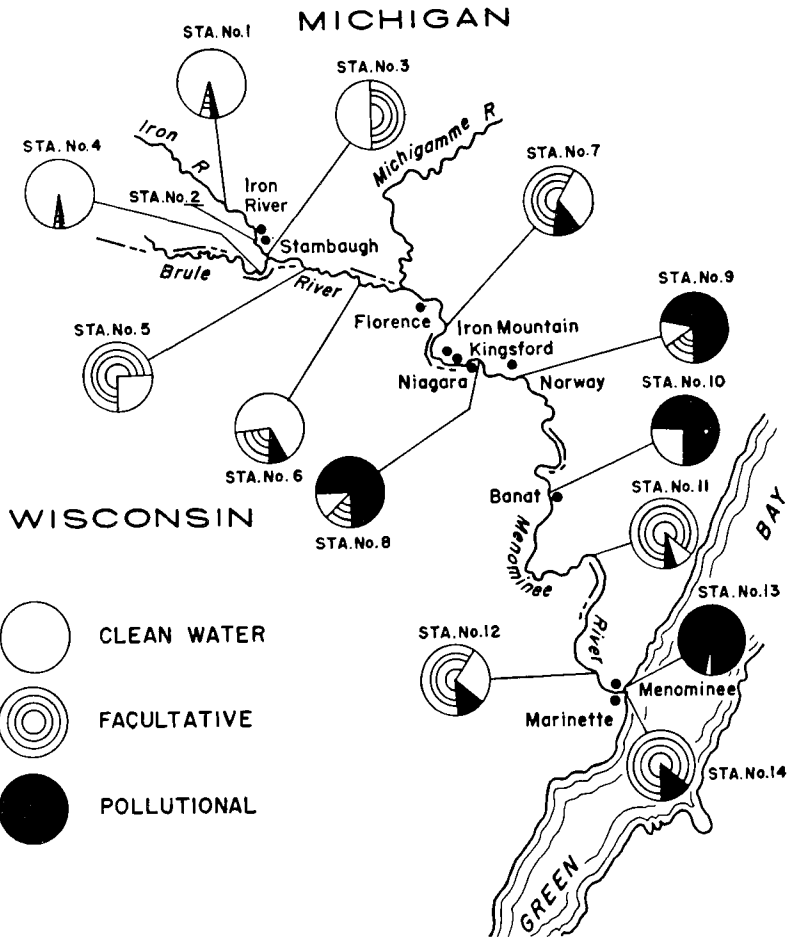 MICHIGAN
STA. No. 1
STA. No. 3
STA. No. 4
Iron R
Michigamme R
STA. No. 7
STA. No. 2
Iron
River
Stambaugh
Brule River
STA. No. 9
STA. No. 5
Florence
Iron Mountain
Kingsford
Niagara
Norway
STA. No. 10
STA. No. 6
Banat
STA. No. 11
BAY
WISCONSIN
STA. No. 8
Menominee River
CLEAN WATER
STA. No. 13
STA. No. 12
Menominee
FACULTATIVE
Marinette
STA. No. 14
POLLUTIONAL
GREEN